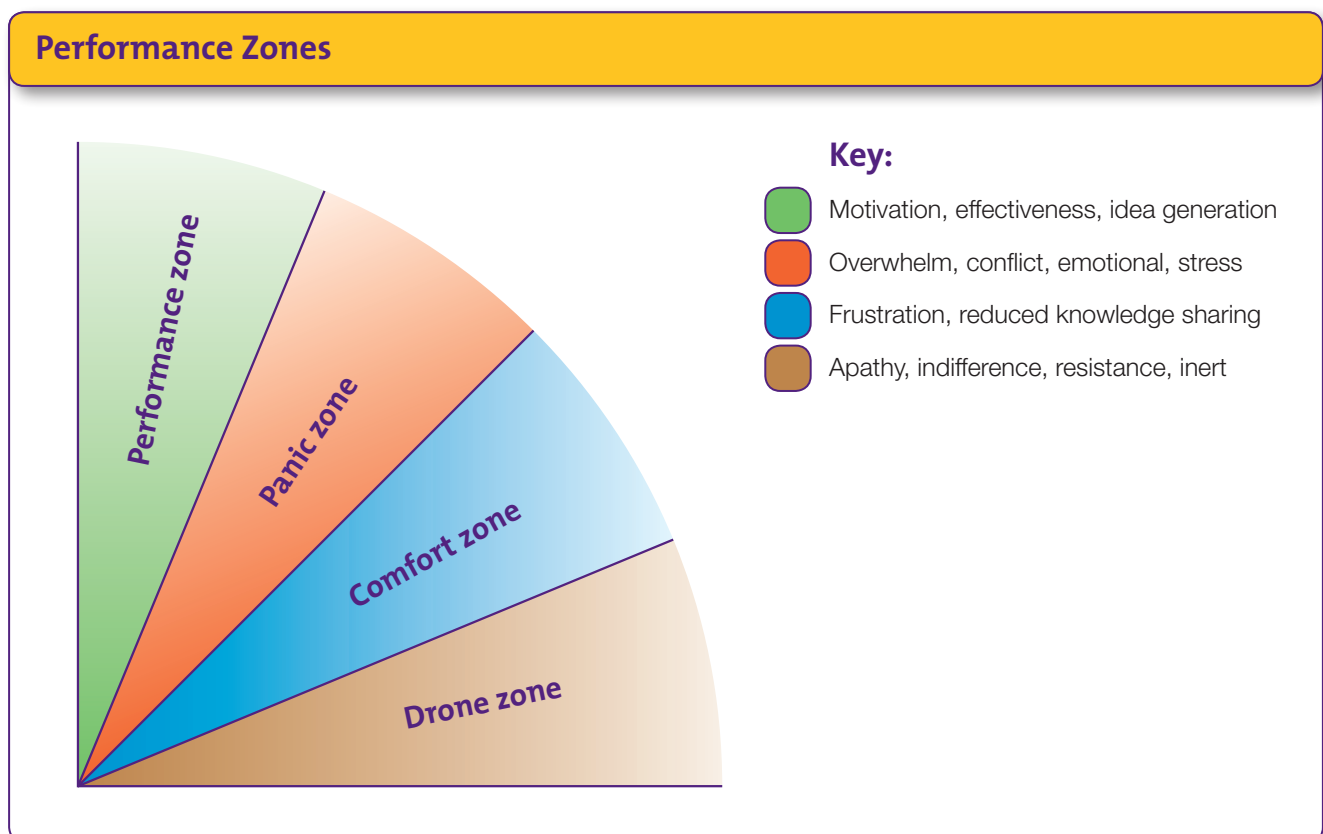 Performance Zones
Performance zone
Panic zone
Comfort zone
Drone zone
Key:
Motivation, effectiveness, idea generation
Overwhelm, conflict, emotional, stress
Frustration, reduced knowledge sharing
Apathy, indifference, resistance, inert